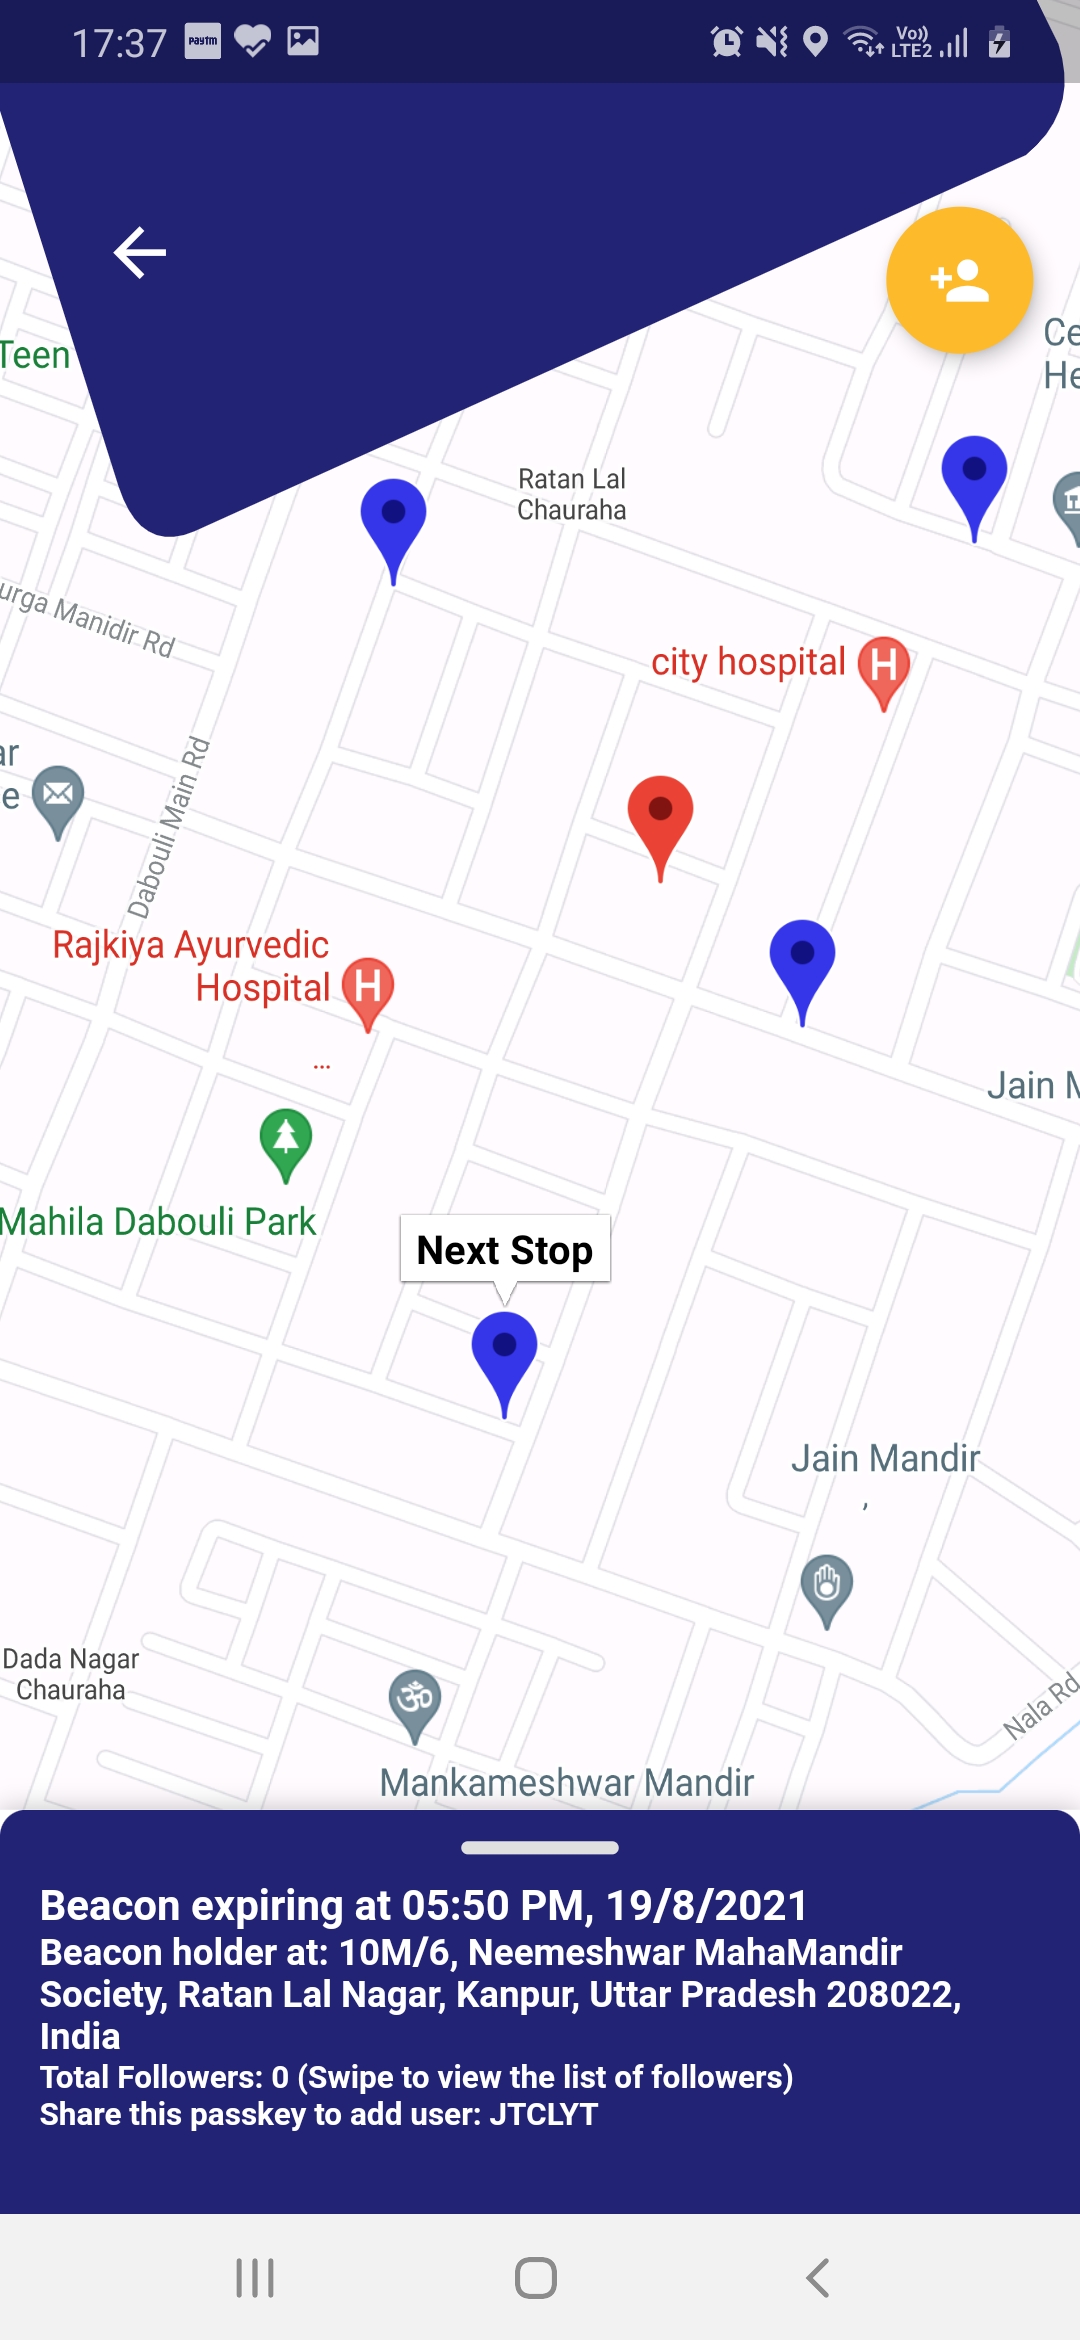 17:37
paytm
Vo))
LTE2
Teen
Ce
He
Ratan Lal
Chauraha
urga Manidir Rd
city hospital
ar
e
Dabouli Main Rd
Rajkiya Ayurvedic
Hospital
...
Jain M
Mahila Dabouli Park
Next Stop
Jain Mandir
,
Dada Nagar
Chauraha
Nala Rd
Mankameshwar Mandir
Beacon expiring at 05:50 PM, 19/8/2021
Beacon holder at: 10M/6, Neemeshwar MahaMandir
Society, Ratan Lal Nagar, Kanpur, Uttar Pradesh 208022,
India
Total Followers: 0 (Swipe to view the list of followers)
Share this passkey to add user: JTCLYT